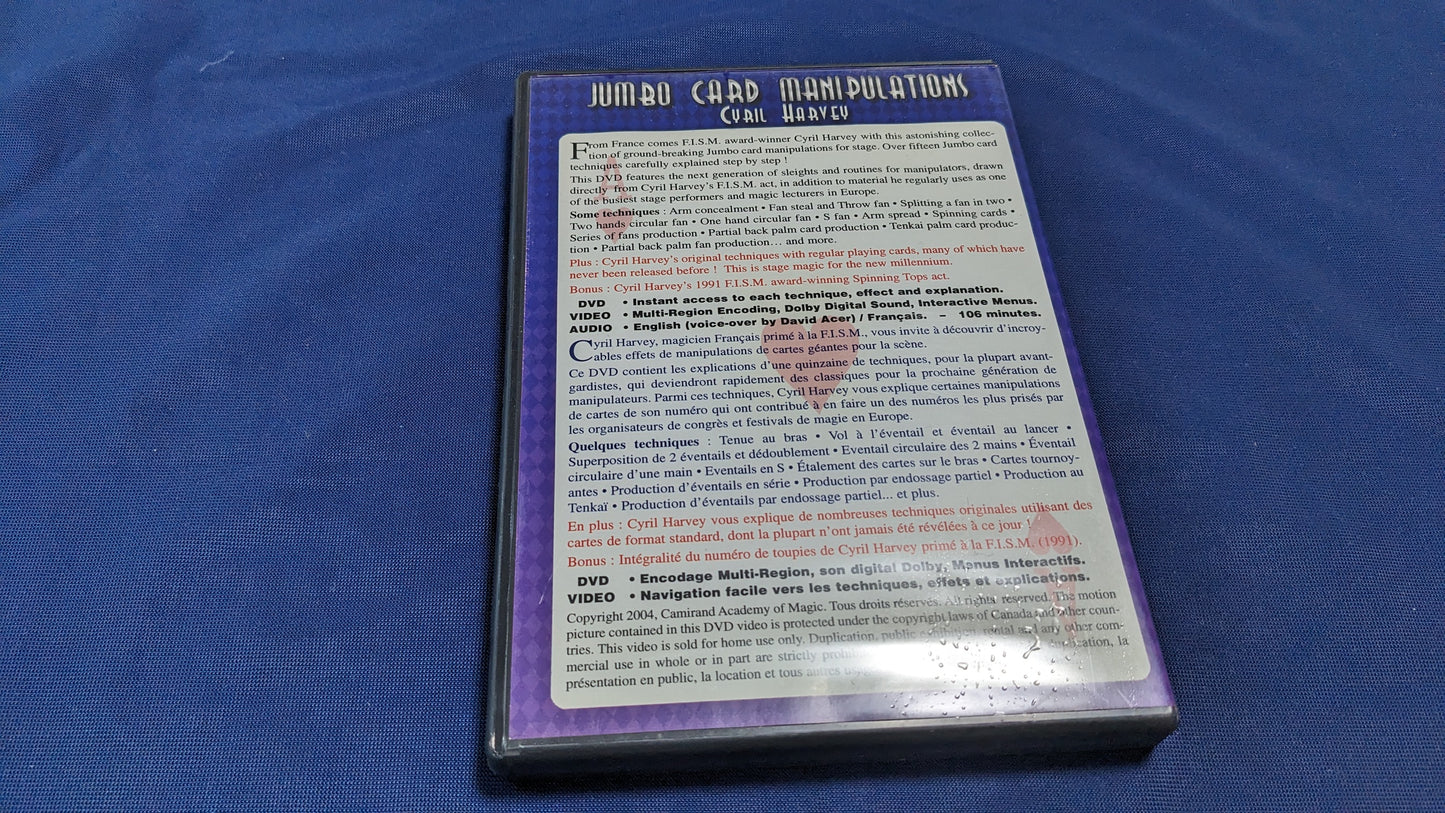 JUMBO CARD MANIPULATIONS
CYRIL HARVEY
From France comes F.I.S.M. award-winner Cyril Harvey with this astonishing collec-
tion of ground-breaking Jumbo card manipulations for stage. Over fifteen Jumbo card
techniques carefully explained step by step !
This DVD features the next generation of sleights and routines for manipulators, drawn
directly from Cyril Harvey's F.I.S.M. act, in addition to material he regularly uses as one
of the busiest stage performers and magic lecturers in Europe.
Some techniques : Arm concealment • Fan steal and Throw fan • Splitting a fan in two •
Two hands circular fan • One hand circular fan • S fan • Arm spread • Spinning cards •
Series of fans production • Partial back palm card production • Tenkai palm card produc-
tion • Partial back palm fan production… and more.
Plus : Cyril Harvey's original techniques with regular playing cards, many of which have
never been released before ! This is stage magic for the new millennium.
Bonus : Cyril Harvey's 1991 F.I.S.M. award-winning Spinning Tops act.
DVD • Instant access to each technique, effect and explanation.
VIDEO • Multi-Region Encoding, Dolby Digital Sound, Interactive Menus.
AUDIO • English (voice-over by David Acer) / Français. – 106 minutes.
Cyril Harvey, magicien Français primé à la F.I.S.M., vous invite à découvrir d'incroy-
ables effets de manipulations de cartes géantes pour la scène.
Ce DVD contient les explications d'une quinzaine de techniques, pour la plupart avant-
gardistes, qui deviendront rapidement des classiques pour la prochaine génération de
manipulateurs. Parmi ces techniques, Cyril Harvey vous explique certaines manipulations
de cartes de son numéro qui ont contribué à en faire un des numéros les plus prisés par
les organisateurs de congrès et festivals de magie en Europe.
Quelques techniques : Tenue au bras • Vol à l'éventail et éventail au lancer •
Superposition de 2 éventails et dédoublement • Eventail circulaire des 2 mains • Éventail
circulaire d'une main • Eventails en S • Étalement des cartes sur le bras • Cartes tournoy-
antes • Production d'éventails en série • Production par endossage partiel • Production au
Tenkaï • Production d'éventails par endossage partiel... et plus.
En plus : Cyril Harvey vous explique de nombreuses techniques originales utilisant des
cartes de format standard, dont la plupart n'ont jamais été révélées à ce jour !
Bonus : Intégralité du numéro de toupies de Cyril Harvey primé à la F.I.S.M. (1991).
DVD • Encodage Multi-Region, son digital Dolby, Menus Interactifs.
VIDEO • Navigation facile vers les techniques, effets et explications.
Copyright 2004, Camirand Academy of Magic. Tous droits réservés. All rights reserved. The motion
picture contained in this DVD video is protected under the copyright laws of Canada and other coun-
tries. This video is sold for home use only. Duplication, public rental and any other com-
mercial use in whole or in part are strictly la
présentation en public, la location et tous autres